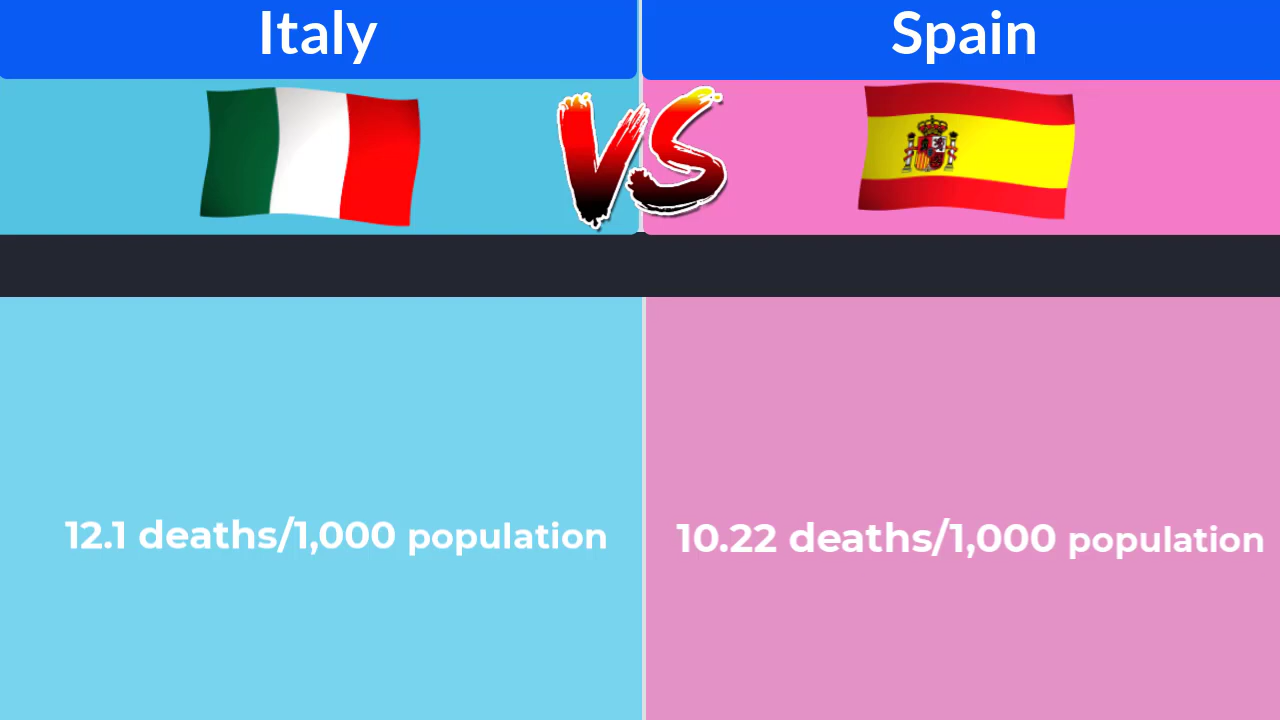 Italy
Spain
VS
12.1 deaths/1,000 population
10.22 deaths/1,000 population